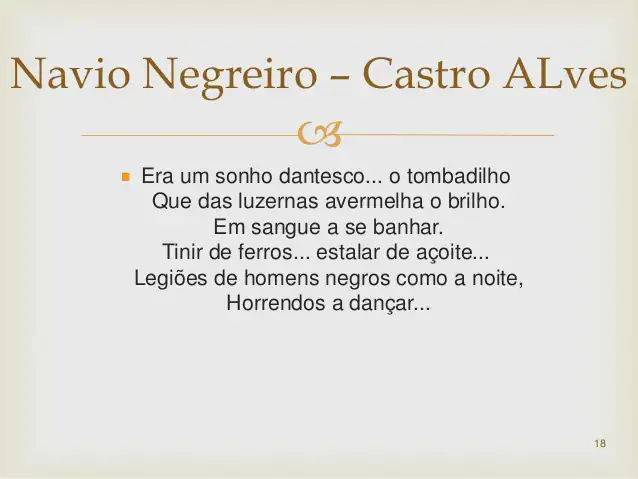 Navio Negreiro – Castro ALves
Era um sonho dantesco... o tombadilho
Que das luzernas avermelha o brilho.
Em sangue a se banhar.
Tinir de ferros... estalar de açoite...
Legiões de homens negros como a noite,
Horrendos a dançar...
18